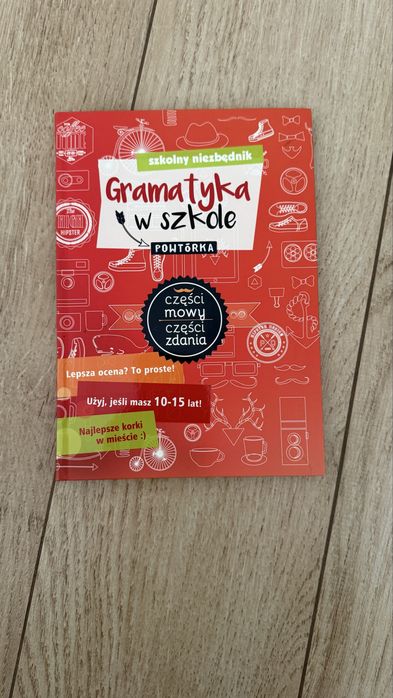 szkolny niezbędnik
Gramatyka
w szkole
POWTÓRKA
HIPSTER
części
mowy
części
zdania
Lepsza ocena? To proste!
Użyj, jeśli masz 10-15 lat!
Najlepsze korki
w mieście :)